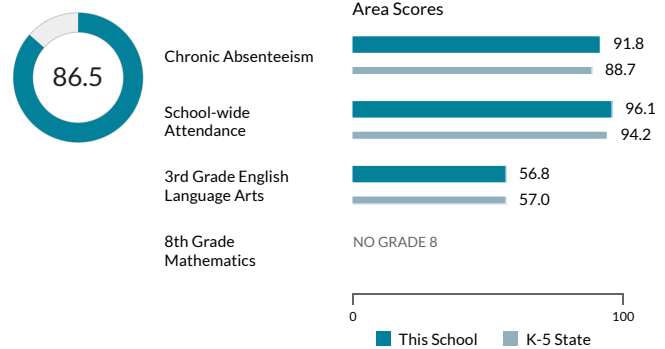 Area Scores
86.5
Chronic Absenteeism
91.8
88.7
School-wide
Attendance
96.1
94.2
3rd Grade English
Language Arts
56.8
57.0
8th Grade
Mathematics
NO GRADE 8
0
100
This School
K-5 State